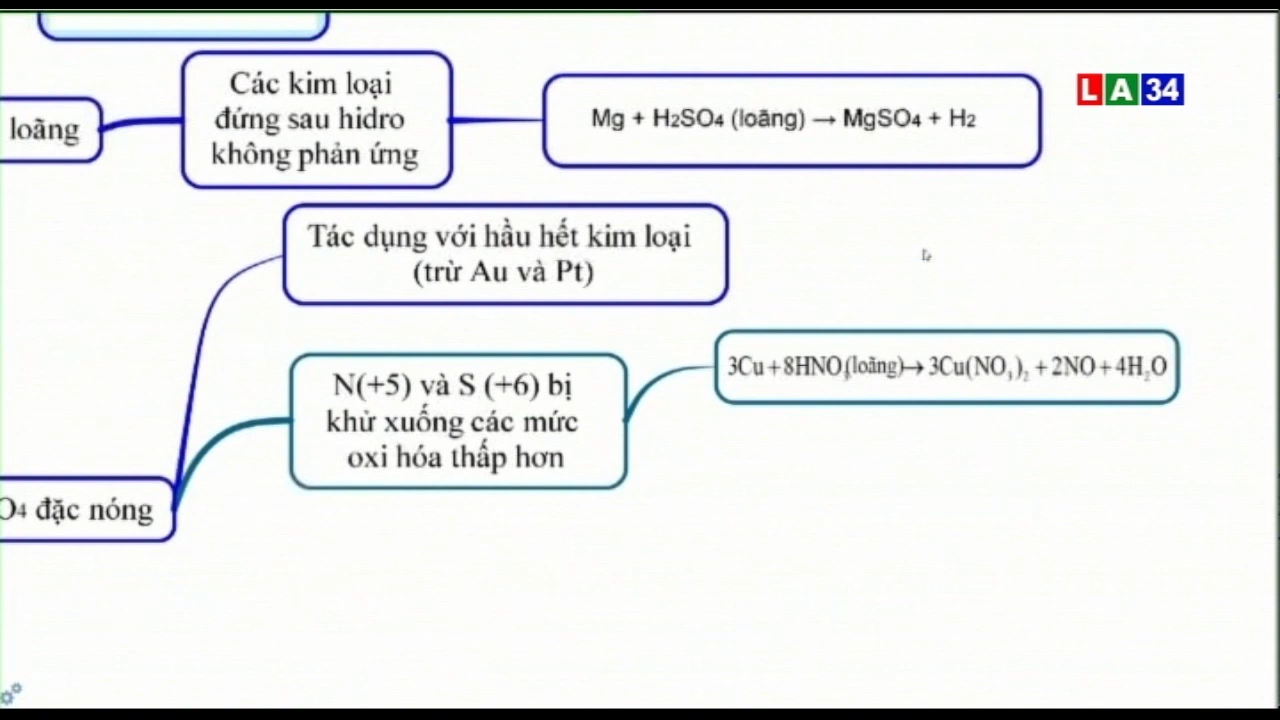 Các kim loại
đứng sau hidro
không phản ứng
loãng
Mg + H₂SO₄ (loãng) → MgSO₄ + H₂
LA34
Tác dụng với hầu hết kim loại
(trừ Au và Pt)
N(+5) và S (+6) bị
khử xuống các mức
oxi hóa thấp hơn
3Cu+8HNO₃(loãng)→3Cu(NO₃)₂+2NO+4H₂O
O₄ đặc nóng